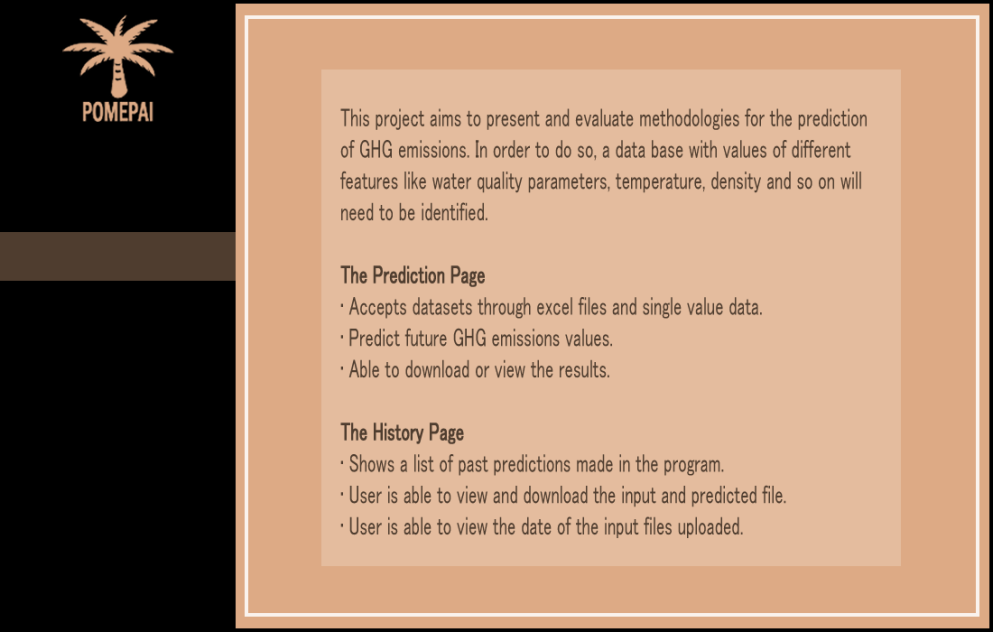 POMEPAI
This project aims to present and evaluate methodologies for the prediction
of GHG emissions. In order to do so, a data base with values of different
features like water quality parameters, temperature, density and so on will
need to be identified.
The Prediction Page
· Accepts datasets through excel files and single value data.
· Predict future GHG emissions values.
· Able to download or view the results.
The History Page
· Shows a list of past predictions made in the program.
· User is able to view and download the input and predicted file.
· User is able to view the date of the input files uploaded.